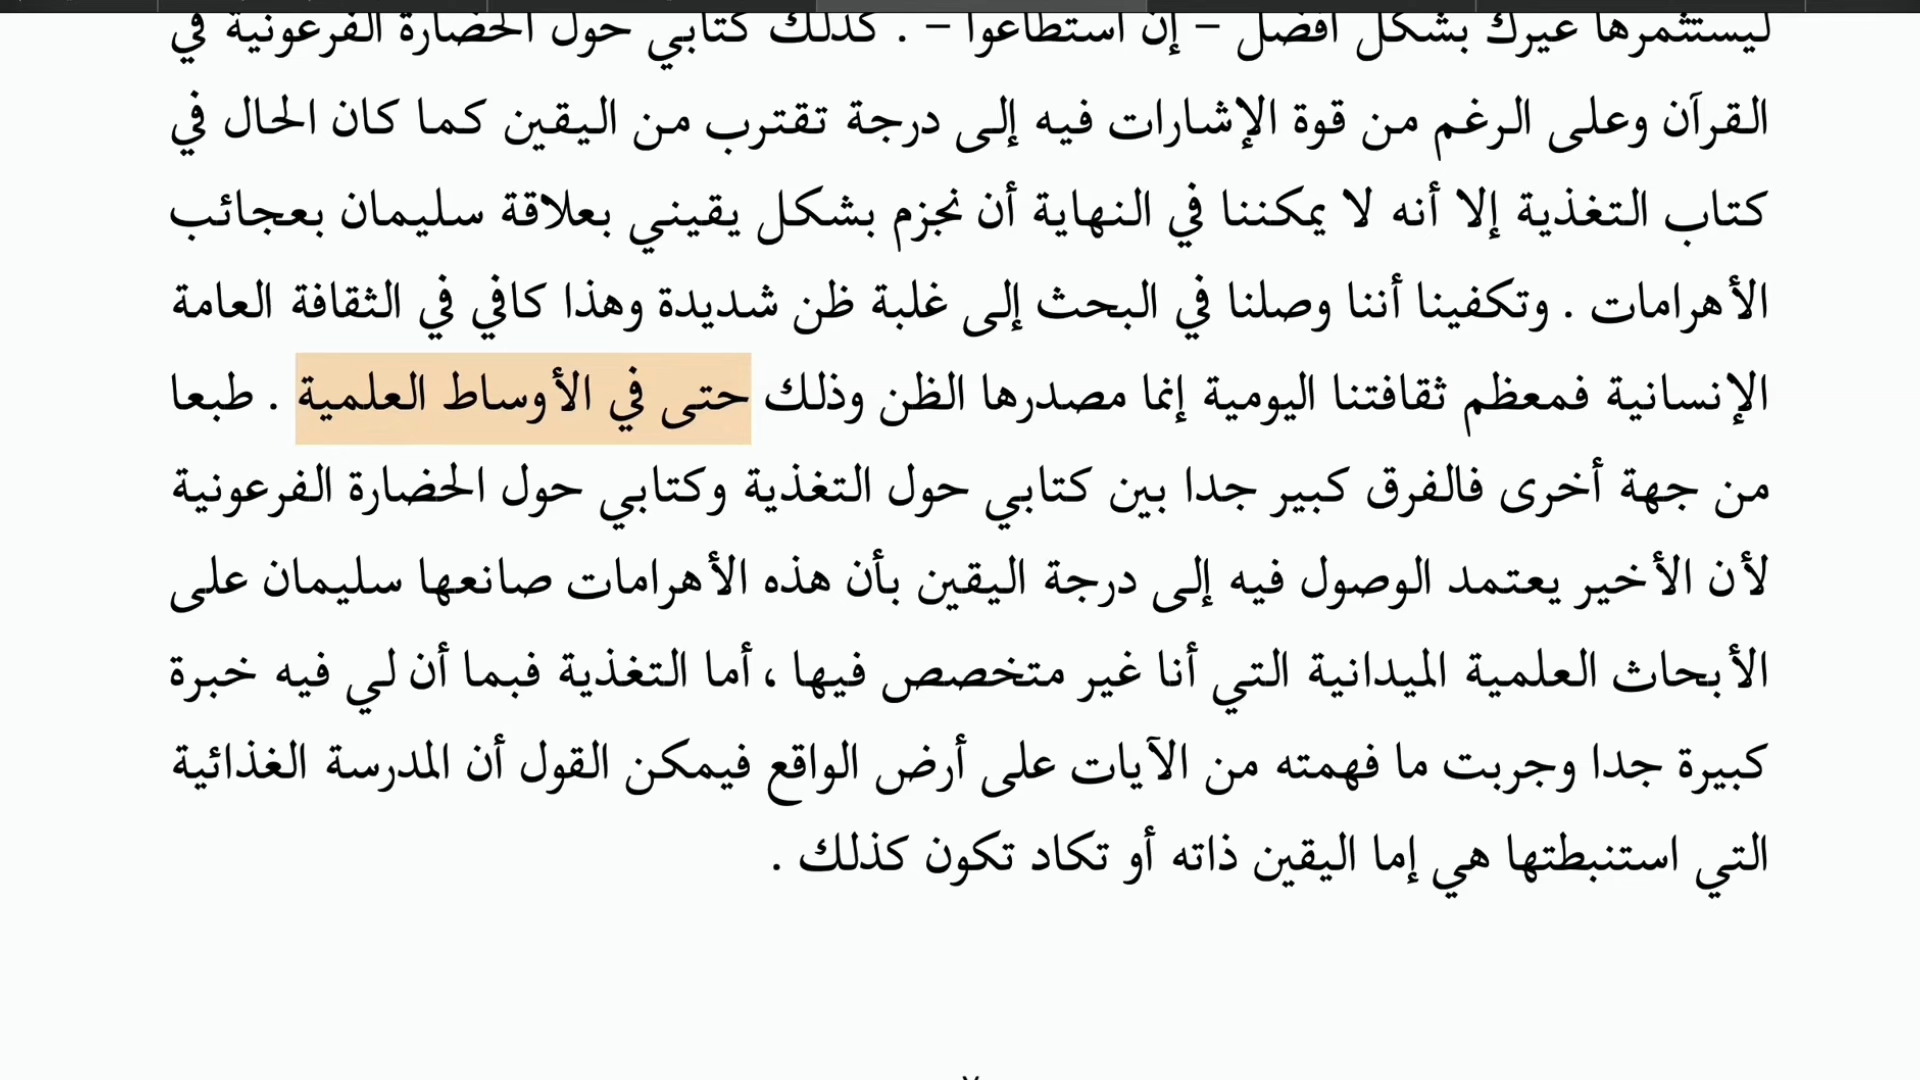 ليستثمرها غيرك بشكل أفضل – إن استطاعوا – . كذلك كتابي حول الحضارة الفرعونية في
القرآن وعلى الرغم من قوة الإشارات فيه إلى درجة تقترب من اليقين كما كان الحال في
كتاب التغذية إلا أنه لا يمكننا في النهاية أن نجزم بشكل يقيني بعلاقة سليمان بعجائب
الأهرامات . وتكفينا أننا وصلنا في البحث إلى غلبة ظن شديدة وهذا كافي في الثقافة العامة
الإنسانية فمعظم ثقافتنا اليومية إنما مصدرها الظن وذلك حتى في الأوساط العلمية . طبعا
من جهة أخرى فالفرق كبير جدا بين كتابي حول التغذية وكتابي حول الحضارة الفرعونية
لأن الأخير يعتمد الوصول فيه إلى درجة اليقين بأن هذه الأهرامات صانعها سليمان على
الأبحاث العلمية الميدانية التي أنا غير متخصص فيها ، أما التغذية فبما أن لي فيه خبرة
كبيرة جدا وجربت ما فهمته من الآيات على أرض الواقع فيمكن القول أن المدرسة الغذائية
التي استنبطتها هي إما اليقين ذاته أو تكاد تكون كذلك .